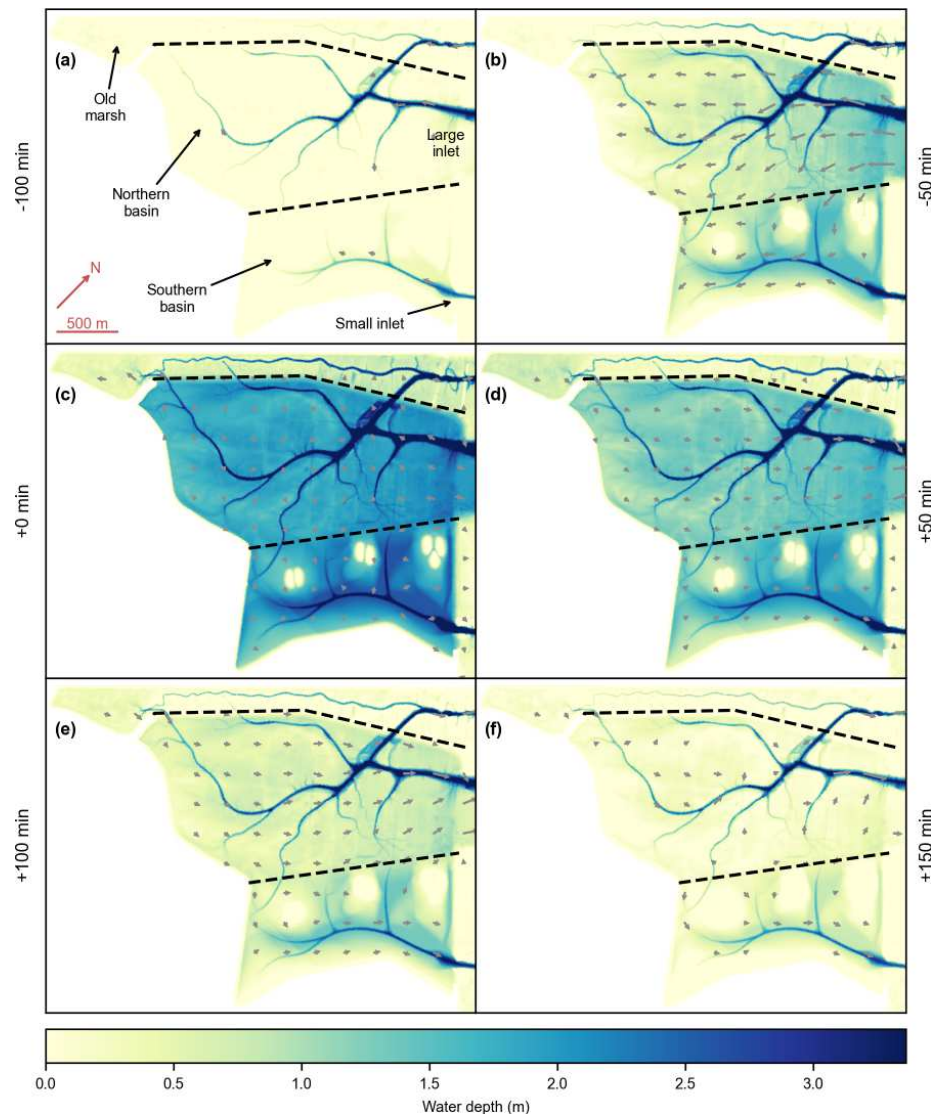 (a)
Old
marsh
Large
inlet
Northern
basin
N
500 m
Southern
basin
Small inlet
-100 min
(b)
-50 min
(c)
+0 min
(d)
+50 min
(e)
+100 min
(f)
+150 min
0.0 0.5 1.0 1.5 2.0 2.5 3.0
Water depth (m)